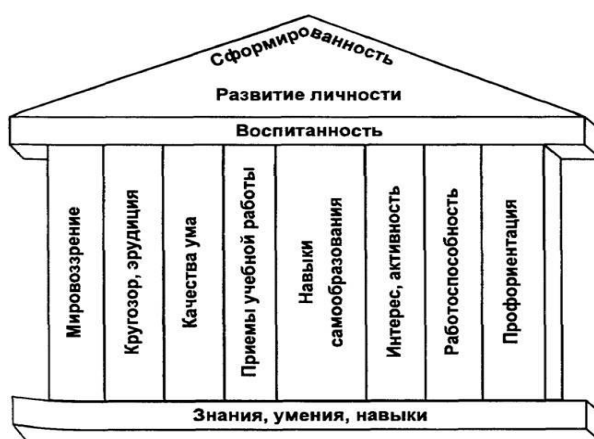 Сформированность
Развитие личности
Воспитанность
Мировоззрение
Кругозор, эрудиция
Качества ума
Приемы учебной работы
Навыки
самообразования
Интерес, активность
Работоспособность
Профориентация
Знания, умения, навыки